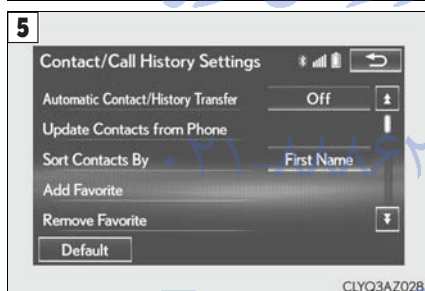 5
Contact/Call History Settings
Automatic Contact/History Transfer Off
Update Contacts from Phone
Sort Contacts By First Name
Add Favorite
Remove Favorite
Default
CLYQ3AZ028